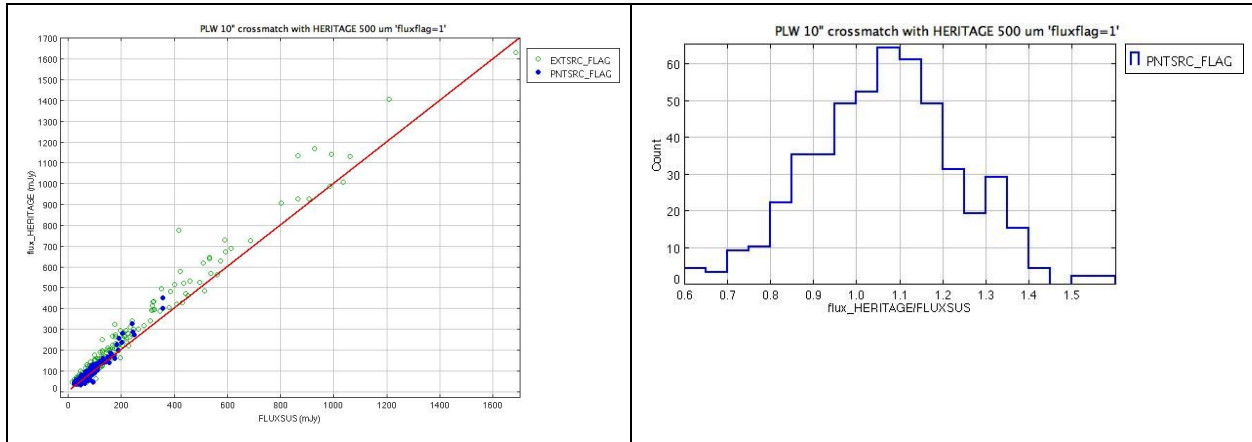 PLW 10" crossmatch with HERITAGE 500 um 'fluxflag=1'
1700
1600
1500
1400
1300
1200
1100
1000
900
800
700
600
500
400
300
200
100
0
flux_HERITAGE (mJy)
0 200 400 600 800 1000 1200 1400 1600
FLUXSUS (mJy)
EXTSRC_FLAG
PNTSRC_FLAG
PLW 10" crossmatch with HERITAGE 500 um 'fluxflag=1'
60
50
40
30
20
10
0
Count
0.6 0.7 0.8 0.9 1.0 1.1 1.2 1.3 1.4 1.5
flux_HERITAGE/FLUXSUS
PNTSRC_FLAG